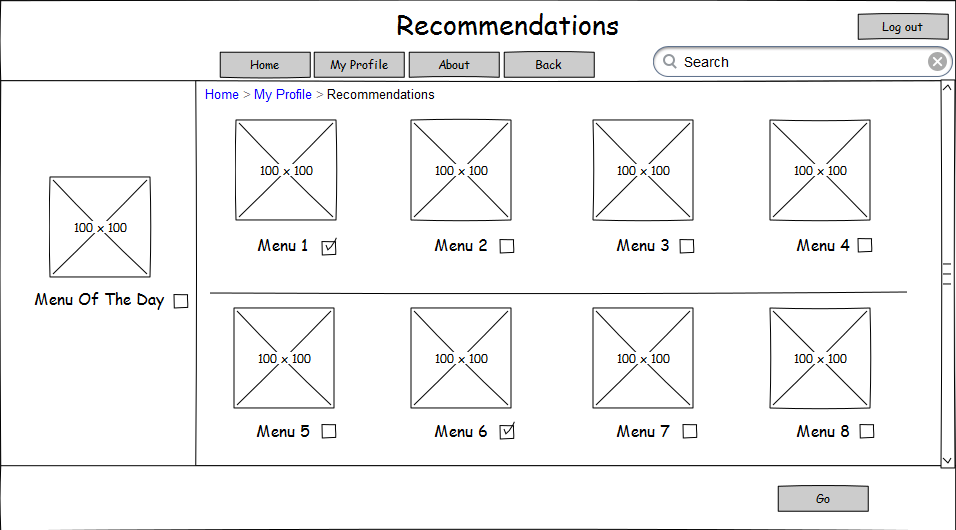 Recommendations
Log out
Home My Profile About Back
Search
Home > My Profile > Recommendations
100 x 100 100 x 100 100 x 100 100 x 100
Menu 1 Menu 2 Menu 3 Menu 4
100 x 100
Menu Of The Day
100 x 100 100 x 100 100 x 100 100 x 100
Menu 5 Menu 6 Menu 7 Menu 8
Go